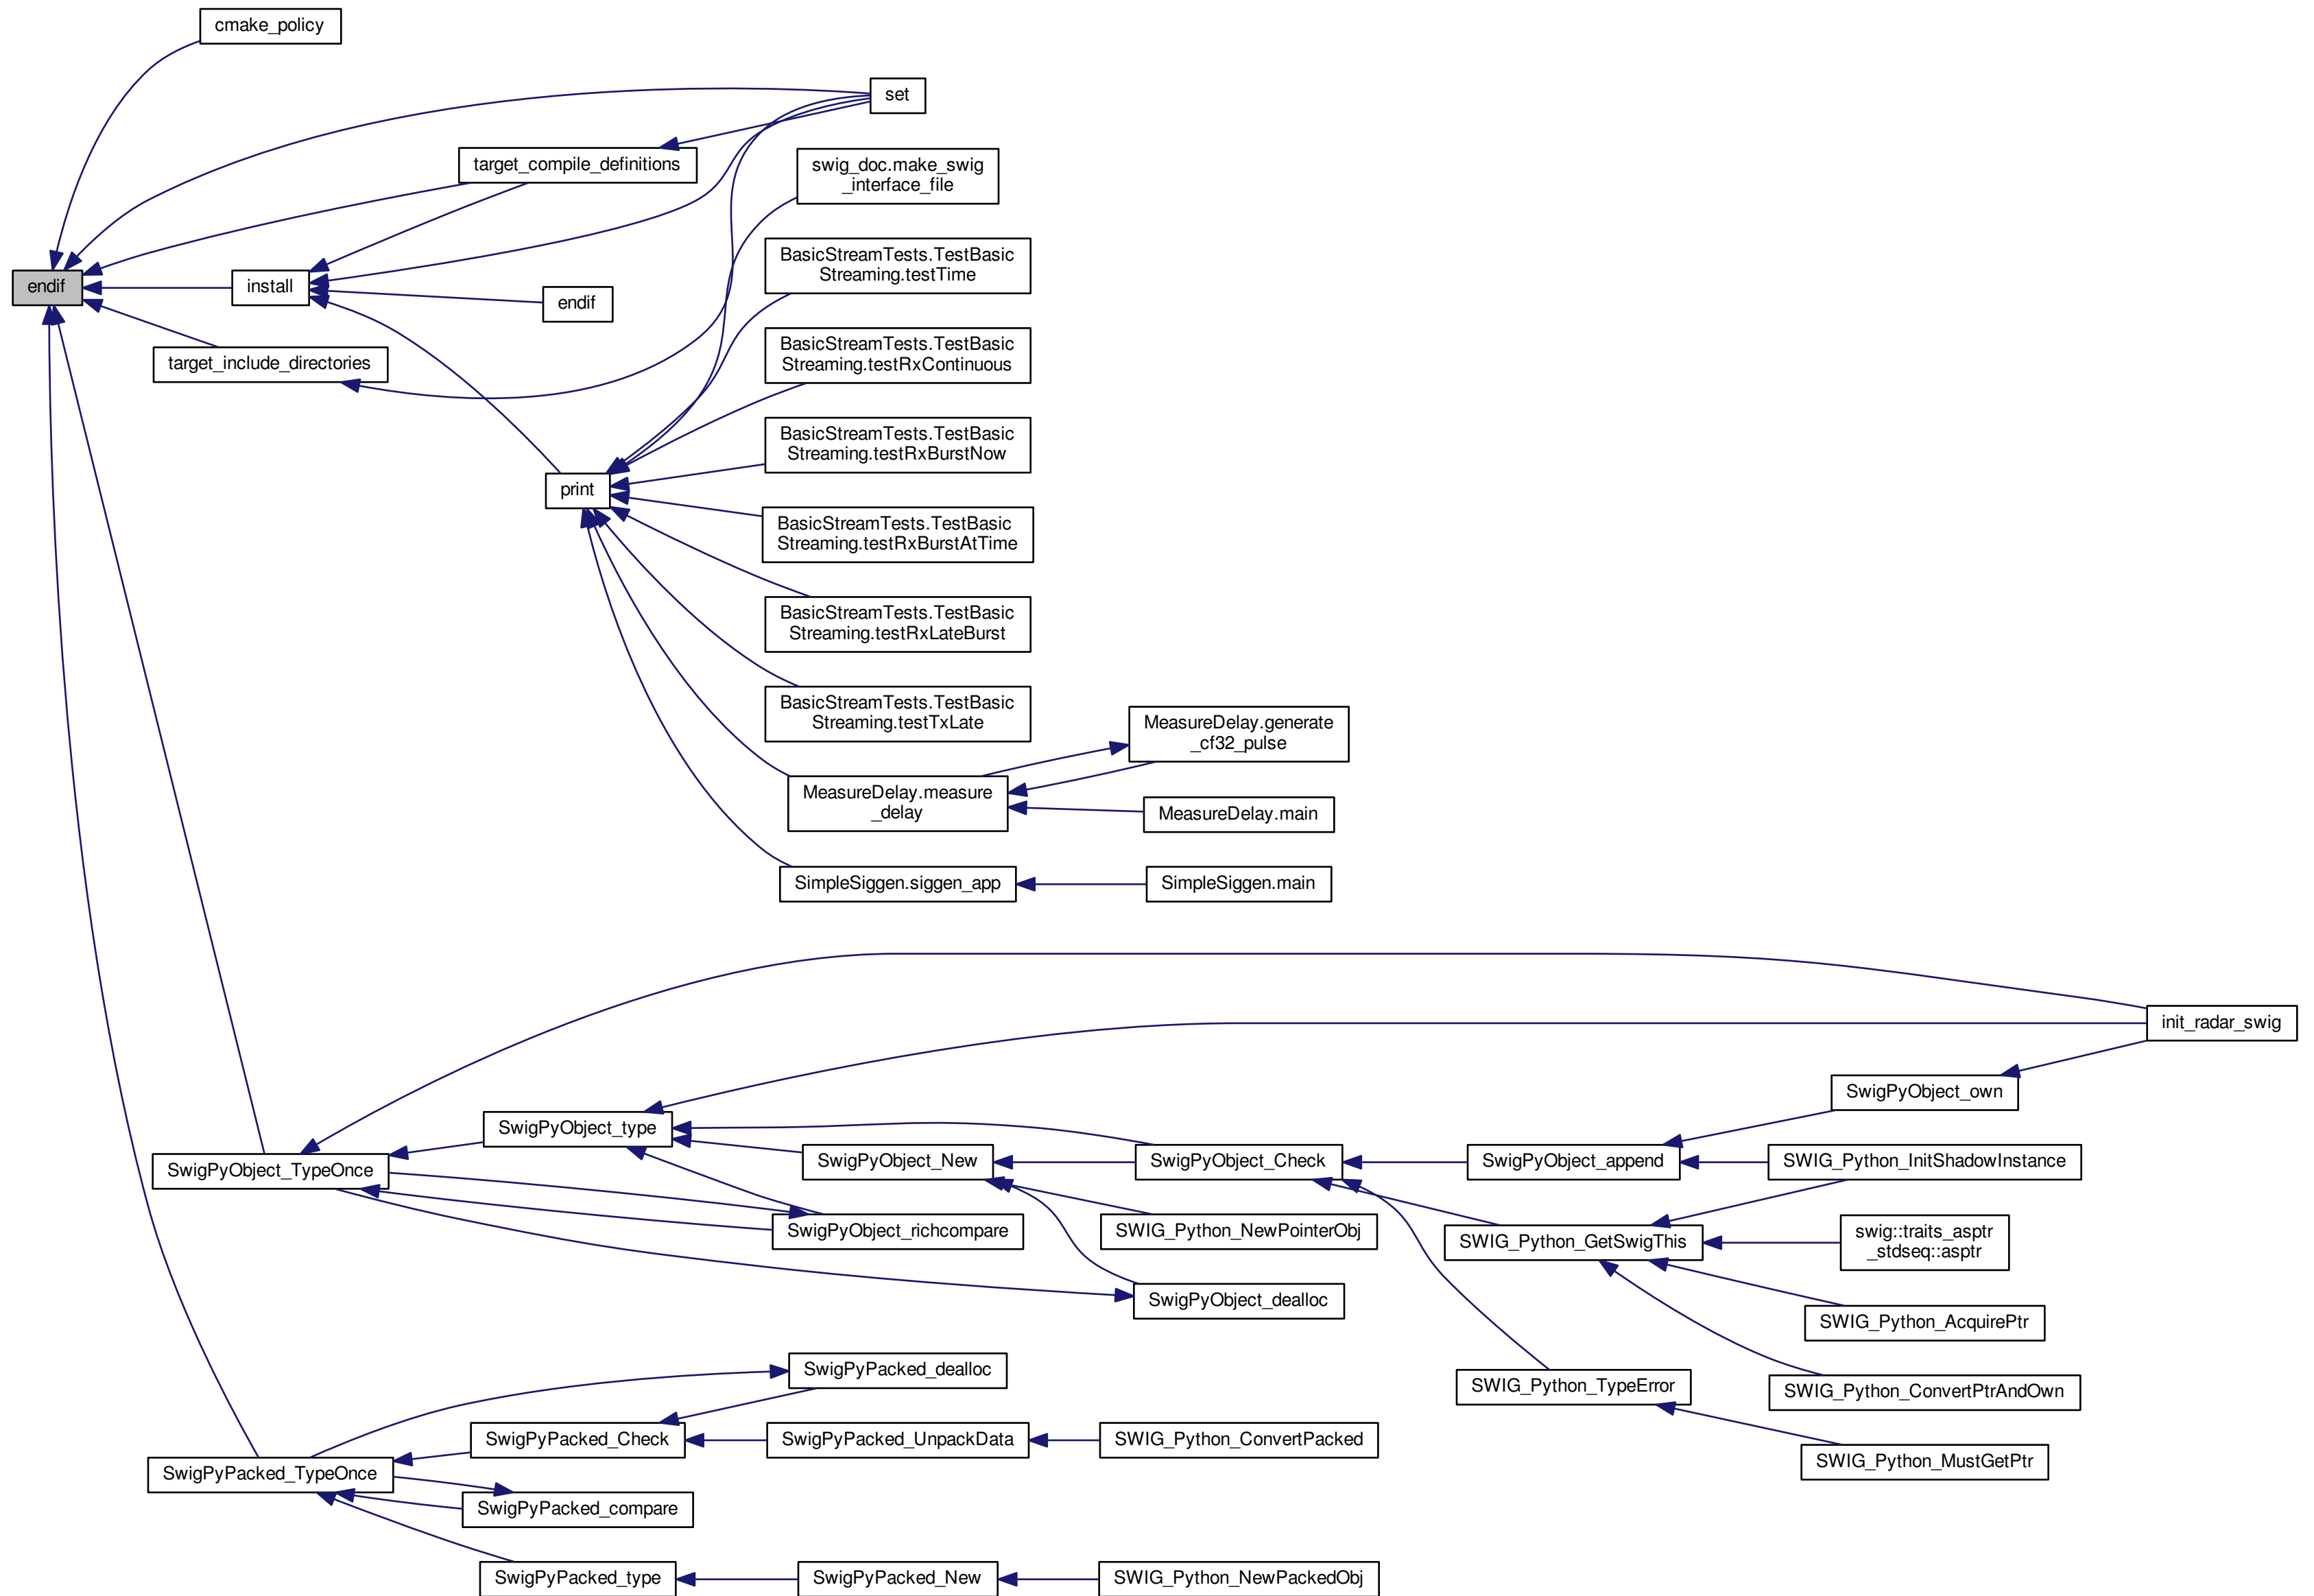 cmake_policy
set
target_compile_definitions
swig_doc.make_swig
_interface_file
BasicStreamTests.TestBasic
Streaming.testTime
endif
install
endif
BasicStreamTests.TestBasic
Streaming.testRxContinuous
target_include_directories
BasicStreamTests.TestBasic
Streaming.testRxBurstNow
print
BasicStreamTests.TestBasic
Streaming.testRxBurstAtTime
BasicStreamTests.TestBasic
Streaming.testRxLateBurst
BasicStreamTests.TestBasic
Streaming.testTxLate
MeasureDelay.generate
_cf32_pulse
MeasureDelay.measure
_delay
MeasureDelay.main
SimpleSiggen.siggen_app
SimpleSiggen.main
init_radar_swig
SwigPyObject_own
SwigPyObject_type
SwigPyObject_TypeOnce
SwigPyObject_New
SwigPyObject_Check
SwigPyObject_append
SWIG_Python_InitShadowInstance
SwigPyObject_richcompare
SWIG_Python_NewPointerObj
SWIG_Python_GetSwigThis
swig::traits_asptr
_stdseq::asptr
SwigPyObject_dealloc
SWIG_Python_AcquirePtr
SwigPyPacked_dealloc
SWIG_Python_TypeError
SWIG_Python_ConvertPtrAndOwn
SwigPyPacked_Check
SwigPyPacked_UnpackData
SWIG_Python_ConvertPacked
SWIG_Python_MustGetPtr
SwigPyPacked_TypeOnce
SwigPyPacked_compare
SwigPyPacked_type
SwigPyPacked_New
SWIG_Python_NewPackedObj